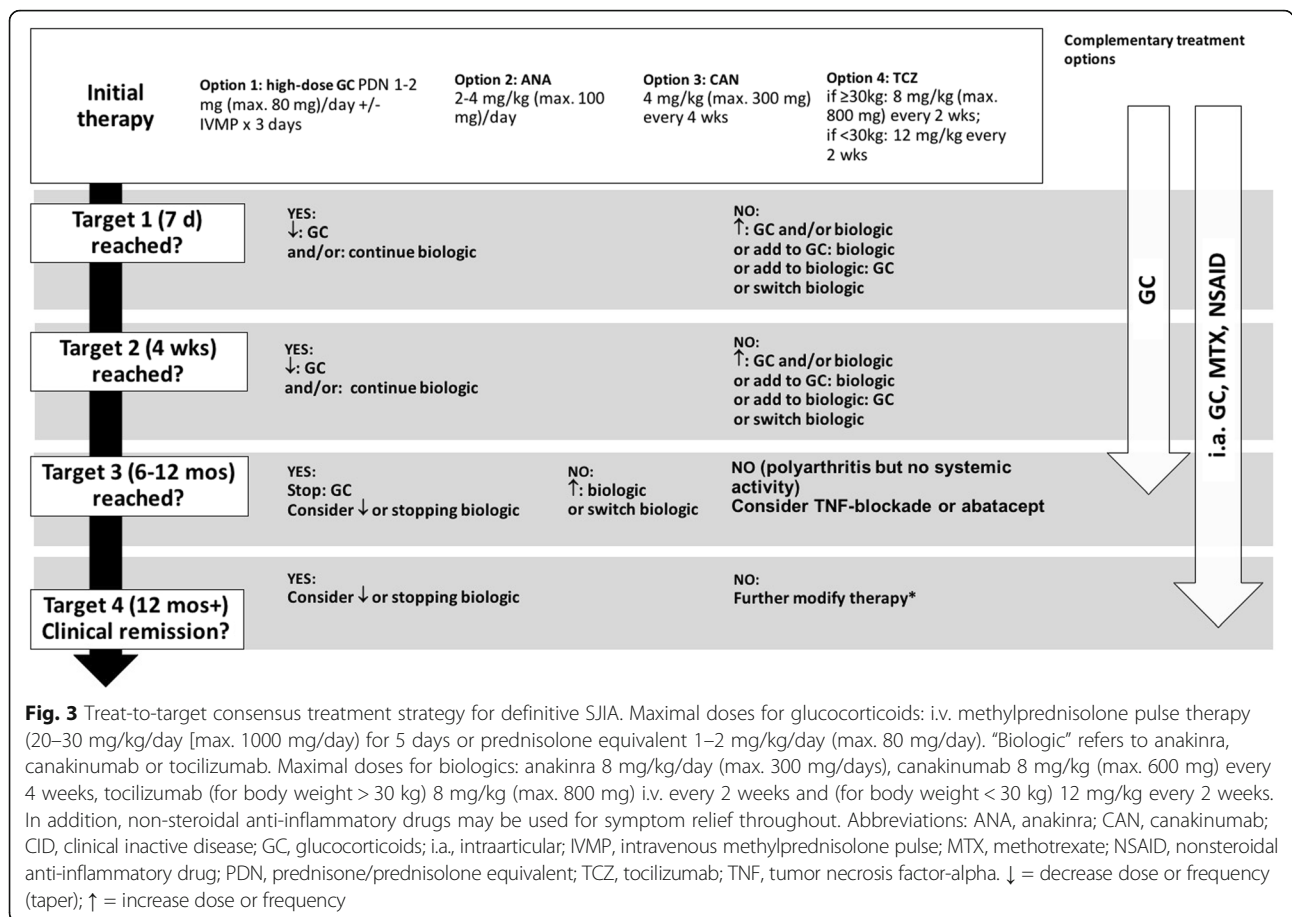 Initial
therapy
Option 1: high-dose GC PDN 1-2
mg (max. 80 mg)/day +/-
IVMP x 3 days
Option 2: ANA
2-4 mg/kg (max. 100
mg)/day
Option 3: CAN
4 mg/kg (max. 300 mg)
every 4 wks
Option 4: TCZ
if ≥30kg: 8 mg/kg (max.
800 mg) every 2 wks;
if <30kg: 12 mg/kg every
2 wks
Complementary treatment
options
Target 1 (7 d)
reached?
YES:
↓: GC
and/or: continue biologic
NO:
↑: GC and/or biologic
or add to GC: biologic
or add to biologic: GC
or switch biologic
Target 2 (4 wks)
reached?
YES:
↓: GC
and/or: continue biologic
NO:
↑: GC and/or biologic
or add to GC: biologic
or add to biologic: GC
or switch biologic
Target 3 (6-12 mos)
reached?
YES:
Stop: GC
Consider ↓ or stopping biologic
NO:
↑: biologic
or switch biologic
NO (polyarthritis but no systemic
activity)
Consider TNF-blockade or abatacept
Target 4 (12 mos+)
Clinical remission?
YES:
Consider ↓ or stopping biologic
NO:
Further modify therapy*
GC
i.a. GC, MTX, NSAID
Fig. 3 Treat-to-target consensus treatment strategy for definitive SJIA. Maximal doses for glucocorticoids: i.v. methylprednisolone pulse therapy
(20–30 mg/kg/day [max. 1000 mg/day) for 5 days or prednisolone equivalent 1–2 mg/kg/day (max. 80 mg/day). "Biologic" refers to anakinra,
canakinumab or tocilizumab. Maximal doses for biologics: anakinra 8 mg/kg/day (max. 300 mg/days), canakinumab 8 mg/kg (max. 600 mg) every
4 weeks, tocilizumab (for body weight > 30 kg) 8 mg/kg (max. 800 mg) i.v. every 2 weeks and (for body weight < 30 kg) 12 mg/kg every 2 weeks.
In addition, non-steroidal anti-inflammatory drugs may be used for symptom relief throughout. Abbreviations: ANA, anakinra; CAN, canakinumab;
CID, clinical inactive disease; GC, glucocorticoids; i.a., intraarticular; IVMP, intravenous methylprednisolone pulse; MTX, methotrexate; NSAID, nonsteroidal
anti-inflammatory drug; PDN, prednisone/prednisolone equivalent; TCZ, tocilizumab; TNF, tumor necrosis factor-alpha. ↓ = decrease dose or frequency
(taper); ↑ = increase dose or frequency